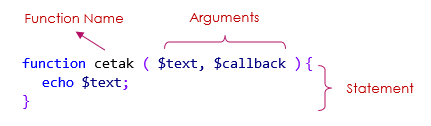 Function Name
Arguments
function cetak ( $text, $callback ) {
echo $text;
}
Statement